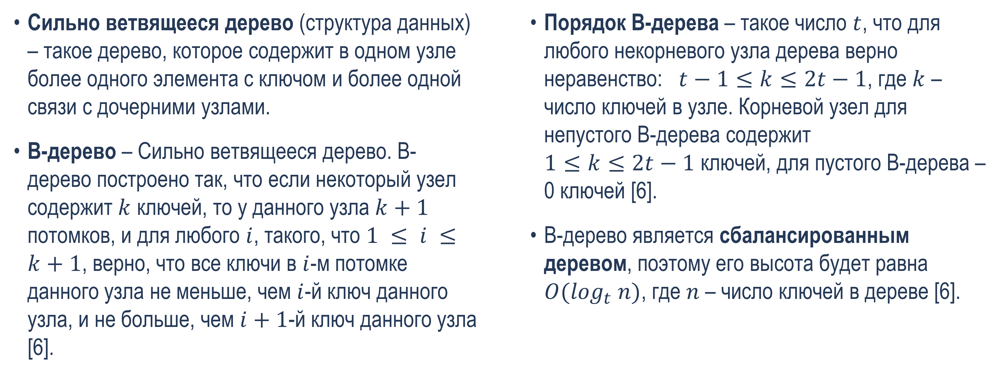 • Сильно ветвящееся дерево (структура данных)
– такое дерево, которое содержит в одном узле
более одного элемента с ключом и более одной
связи с дочерними узлами.
• В-дерево – Сильно ветвящееся дерево. В-
дерево построено так, что если некоторый узел
содержит k ключей, то у данного узла k + 1
потомков, и для любого i, такого, что 1 ≤ i ≤
k + 1, верно, что все ключи в i-м потомке
данного узла не меньше, чем i-й ключ данного
узла, и не больше, чем i + 1-й ключ данного узла
[6].
• Порядок В-дерева – такое число t, что для
любого некорневого узла дерева верно
неравенство: t − 1 ≤ k ≤ 2t − 1, где k –
число ключей в узле. Корневой узел для
непустого В-дерева содержит
1 ≤ k ≤ 2t − 1 ключей, для пустого В-дерева –
0 ключей [6].
• В-дерево является сбалансированным
деревом, поэтому его высота будет равна
O(log_t n), где n – число ключей в дереве [6].